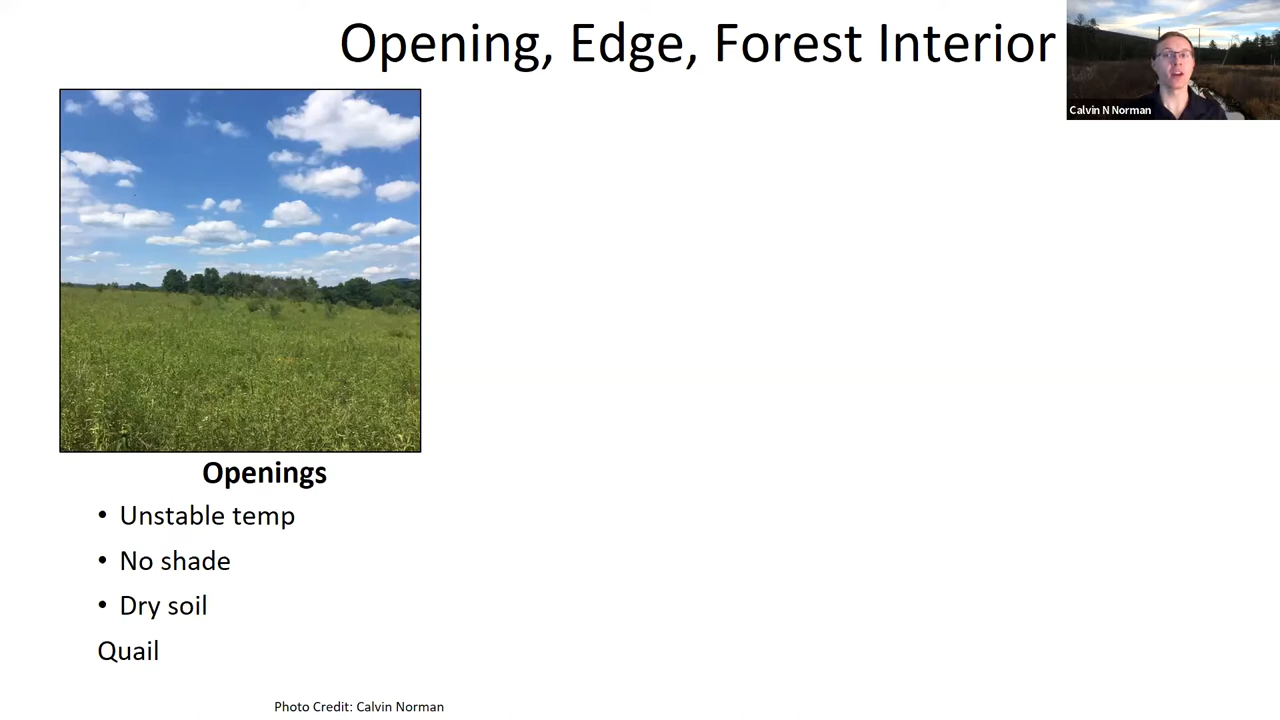 Opening, Edge, Forest Interior
Calvin N Norman
Openings
• Unstable temp
• No shade
• Dry soil
Quail
Photo Credit: Calvin Norman